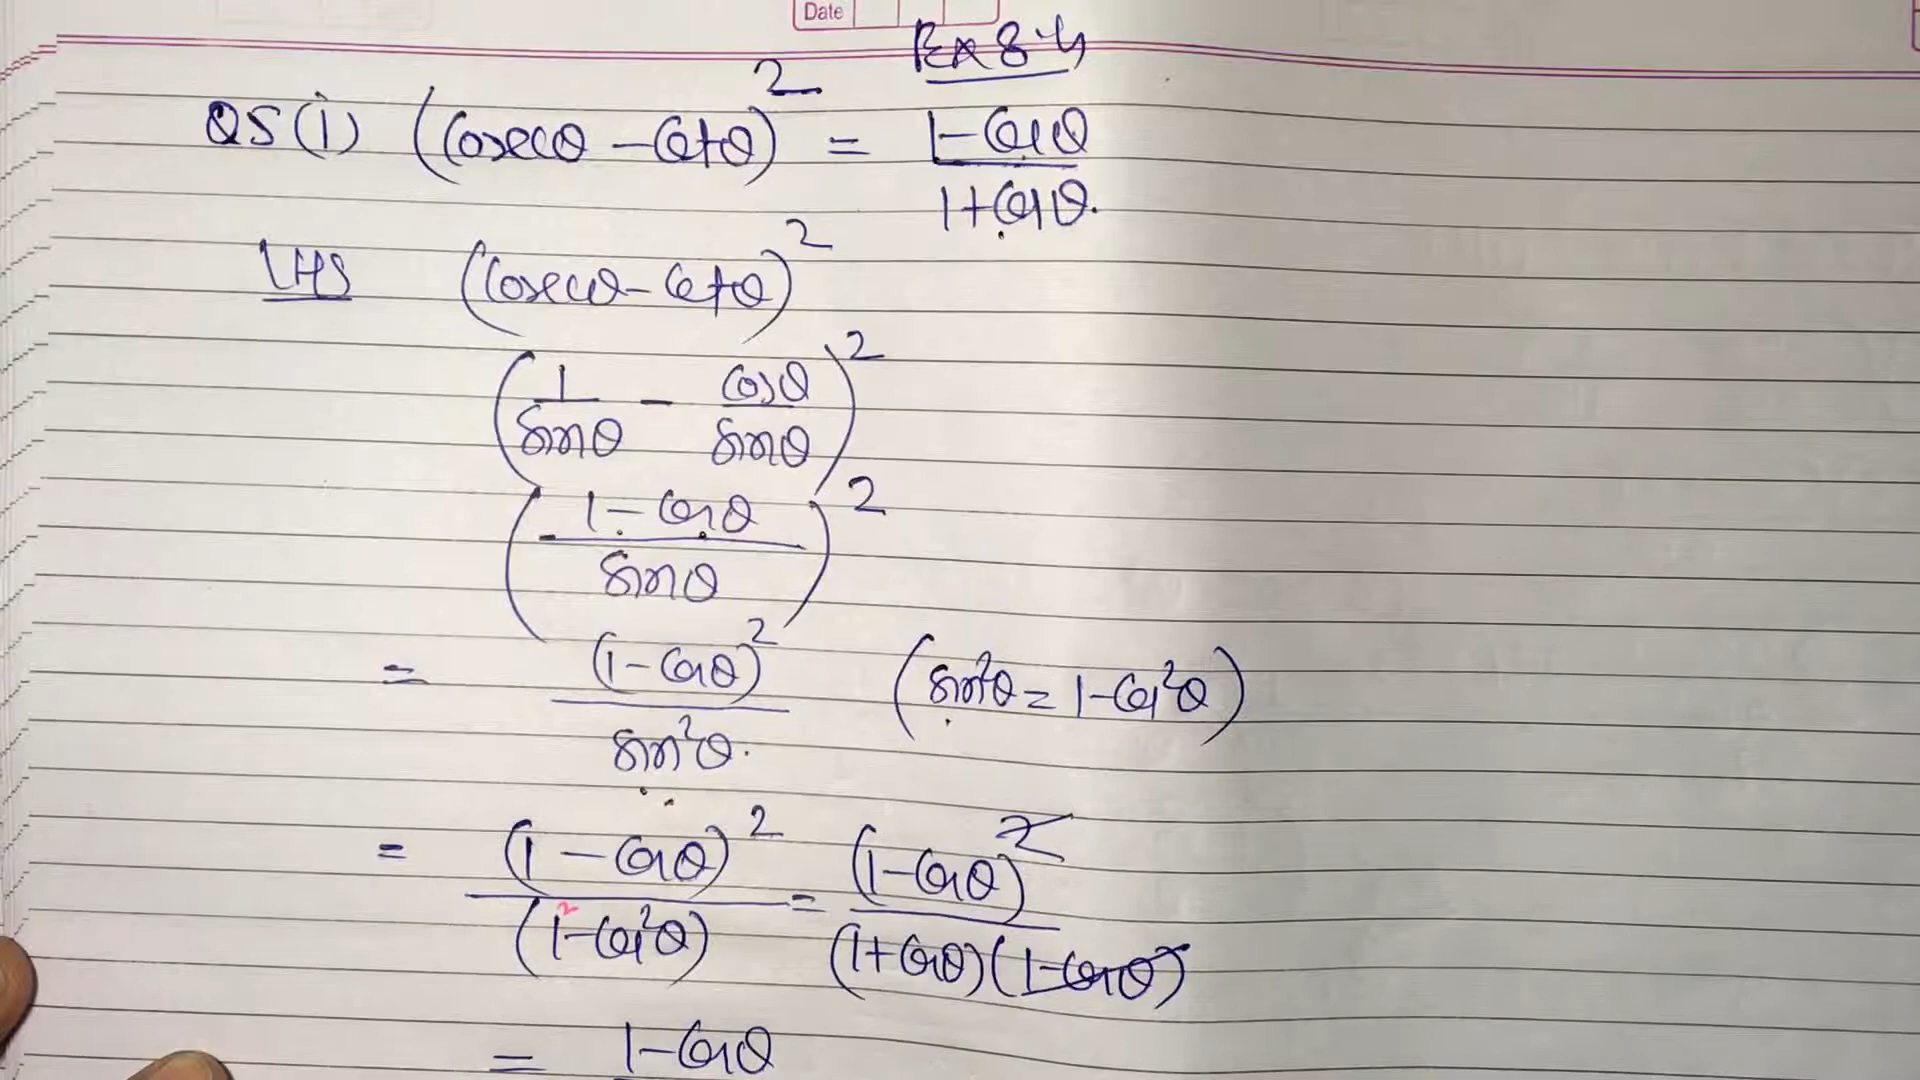 Date
Ex 8.4
Q5(i) (Cosecθ - Cotθ)² = (1 - Cosθ)/(1 + Cosθ).
LHS (Cosecθ - Cotθ)²
(1/Sinθ - Cosθ/Sinθ)²
((1 - Cosθ)/Sinθ)²
= (1 - Cosθ)²/Sin²θ. (Sin²θ = 1 - Cos²θ)
= (1 - Cosθ)²/(1² - Cos²θ) = (1 - Cosθ)²/(1 + Cosθ)(1 - Cosθ)
= 1 - Cosθ